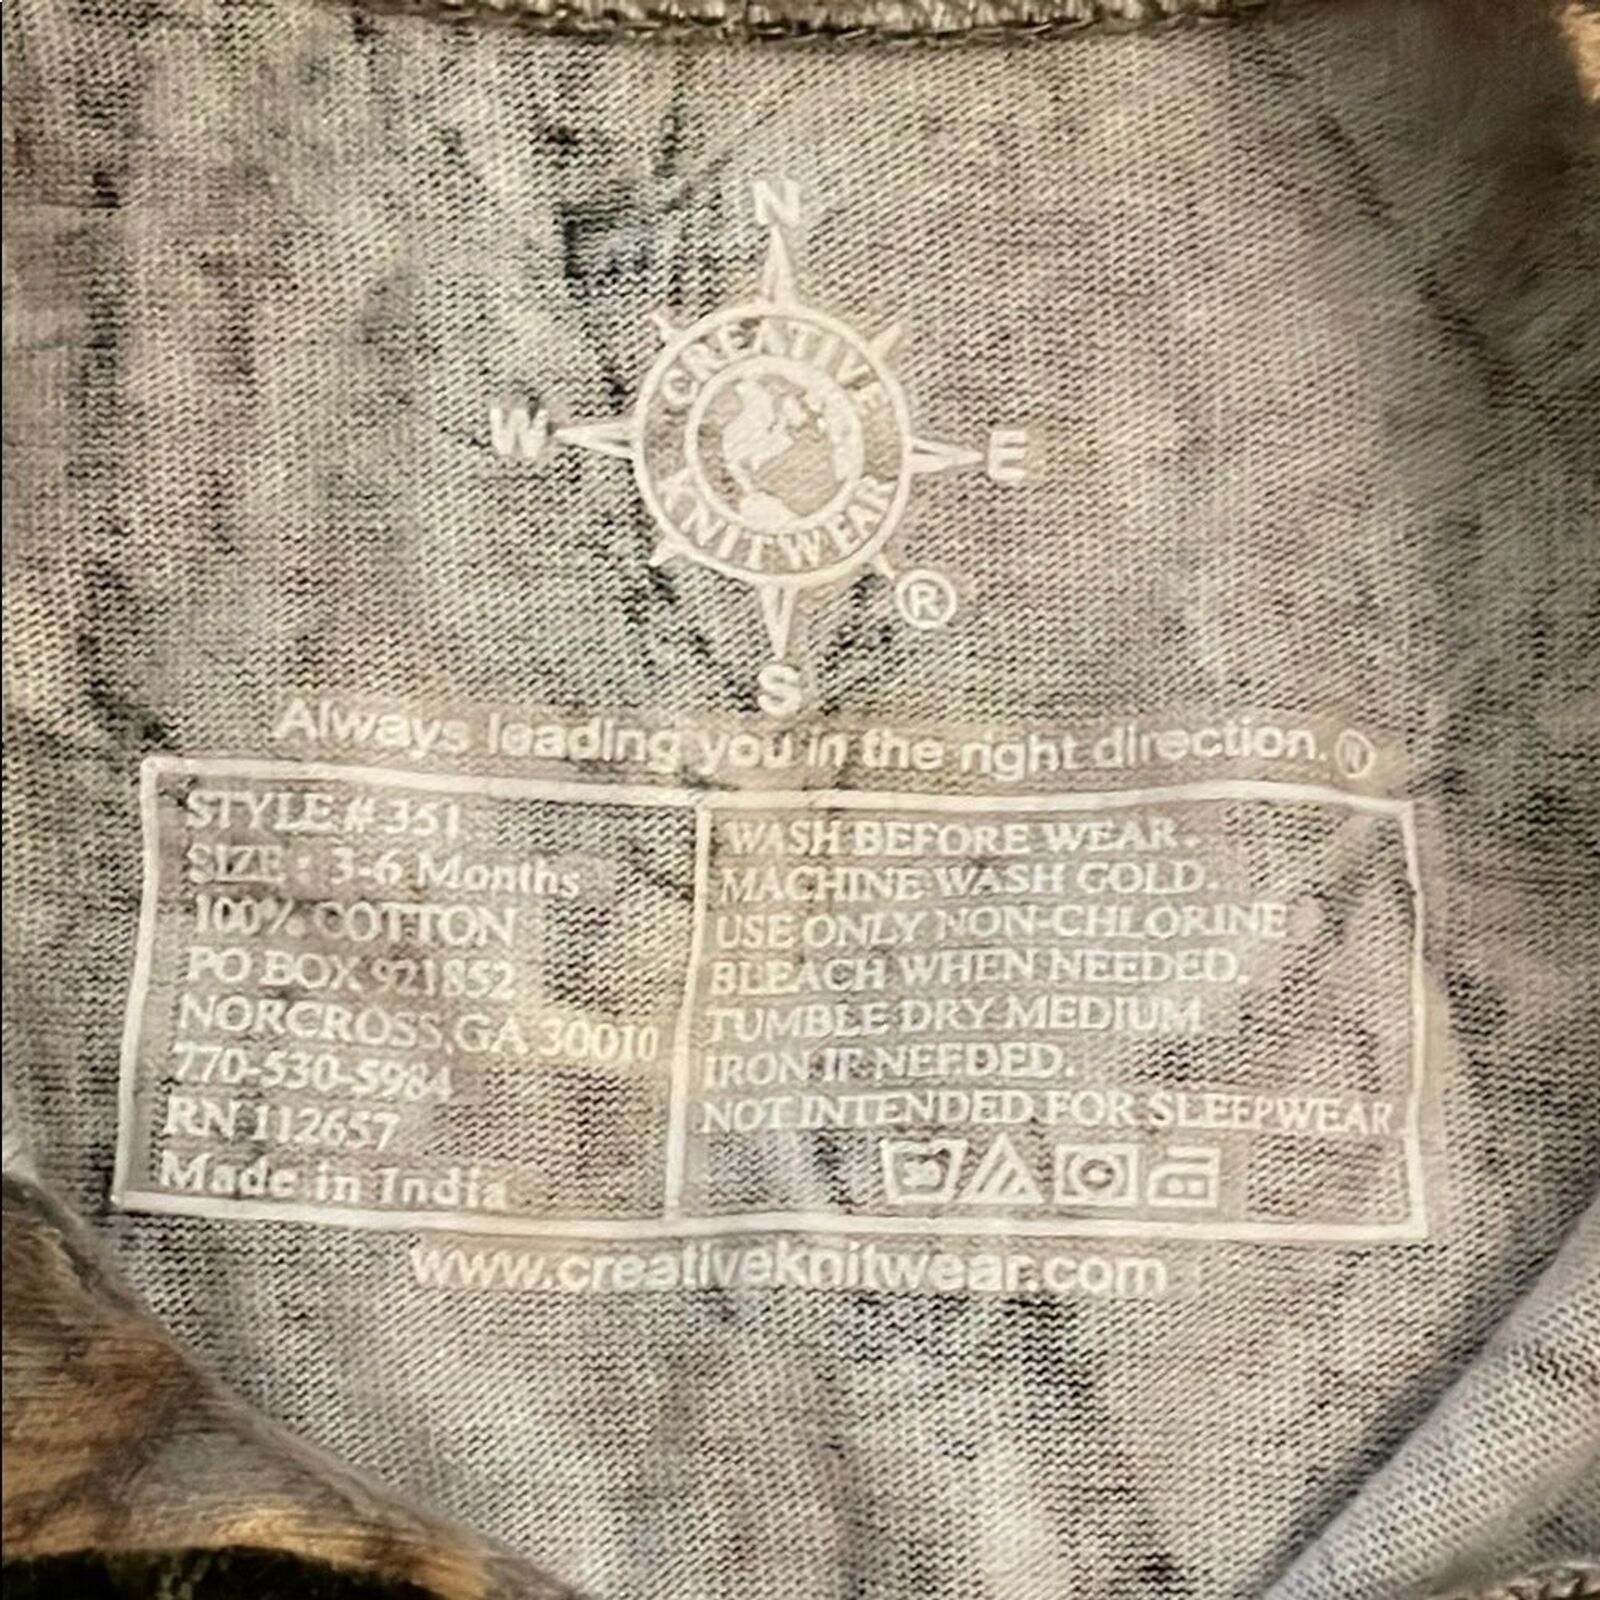 N
CREATIVE
W
E
KNITWEAR
®
S
Always leading you in the right direction.
STYLE # 351
SIZE : 3-6 Months
100% COTTON
PO BOX 921852
NORCROSS,GA 30010
770-530-5984
RN 112657
Made in India
WASH BEFORE WEAR.
MACHINE WASH COLD.
USE ONLY NON-CHLORINE
BLEACH WHEN NEEDED.
TUMBLE DRY MEDIUM
IRON IF NEEDED.
NOT INTENDED FOR SLEEPWEAR
www.creativeknitwear.com